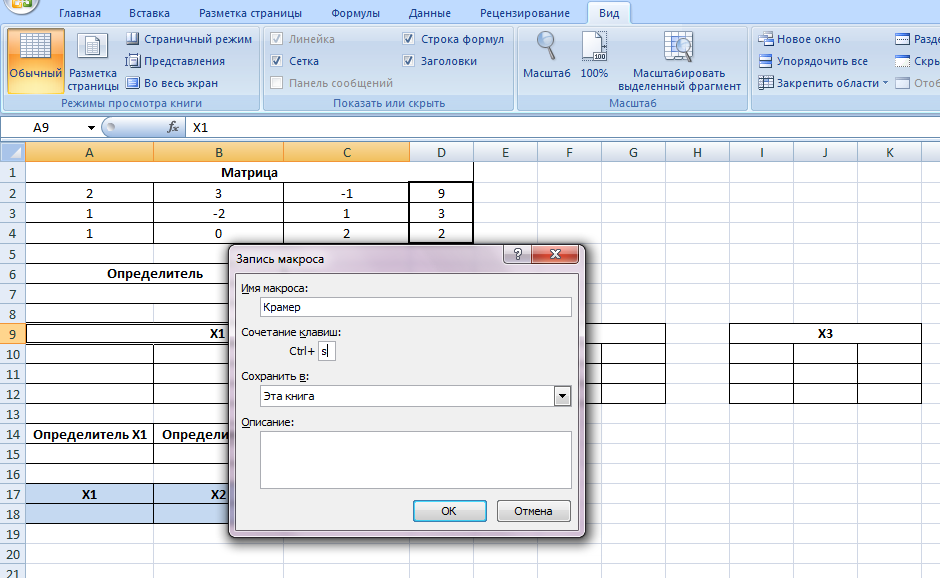 Главная Вставка Разметка страницы Формулы Данные Рецензирование Вид
Обычный
Разметка страницы
Страничный режим
Представления
Во весь экран
Режимы просмотра книги
Линейка
Сетка
Панель сообщений
Строка формул
Заголовки
Показать или скрыть
Масштаб
100%
Масштабировать выделенный фрагмент
Масштаб
Новое окно
Упорядочить все
Закрепить области
A9 fx X1
A B C D E F G H I J K
1 Матрица
2 2 3 -1 9
3 1 -2 1 3
4 1 0 2 2
5
6 Определитель
7
8
9 X1 X3
10
11
12
13
14 Определитель X1
15
16
17 X1 X2
18
19
20
21
Запись макроса
Имя макроса:
Крамер
Сочетание клавиш:
Ctrl+ s
Сохранить в:
Эта книга
Описание:
ОК Отмена